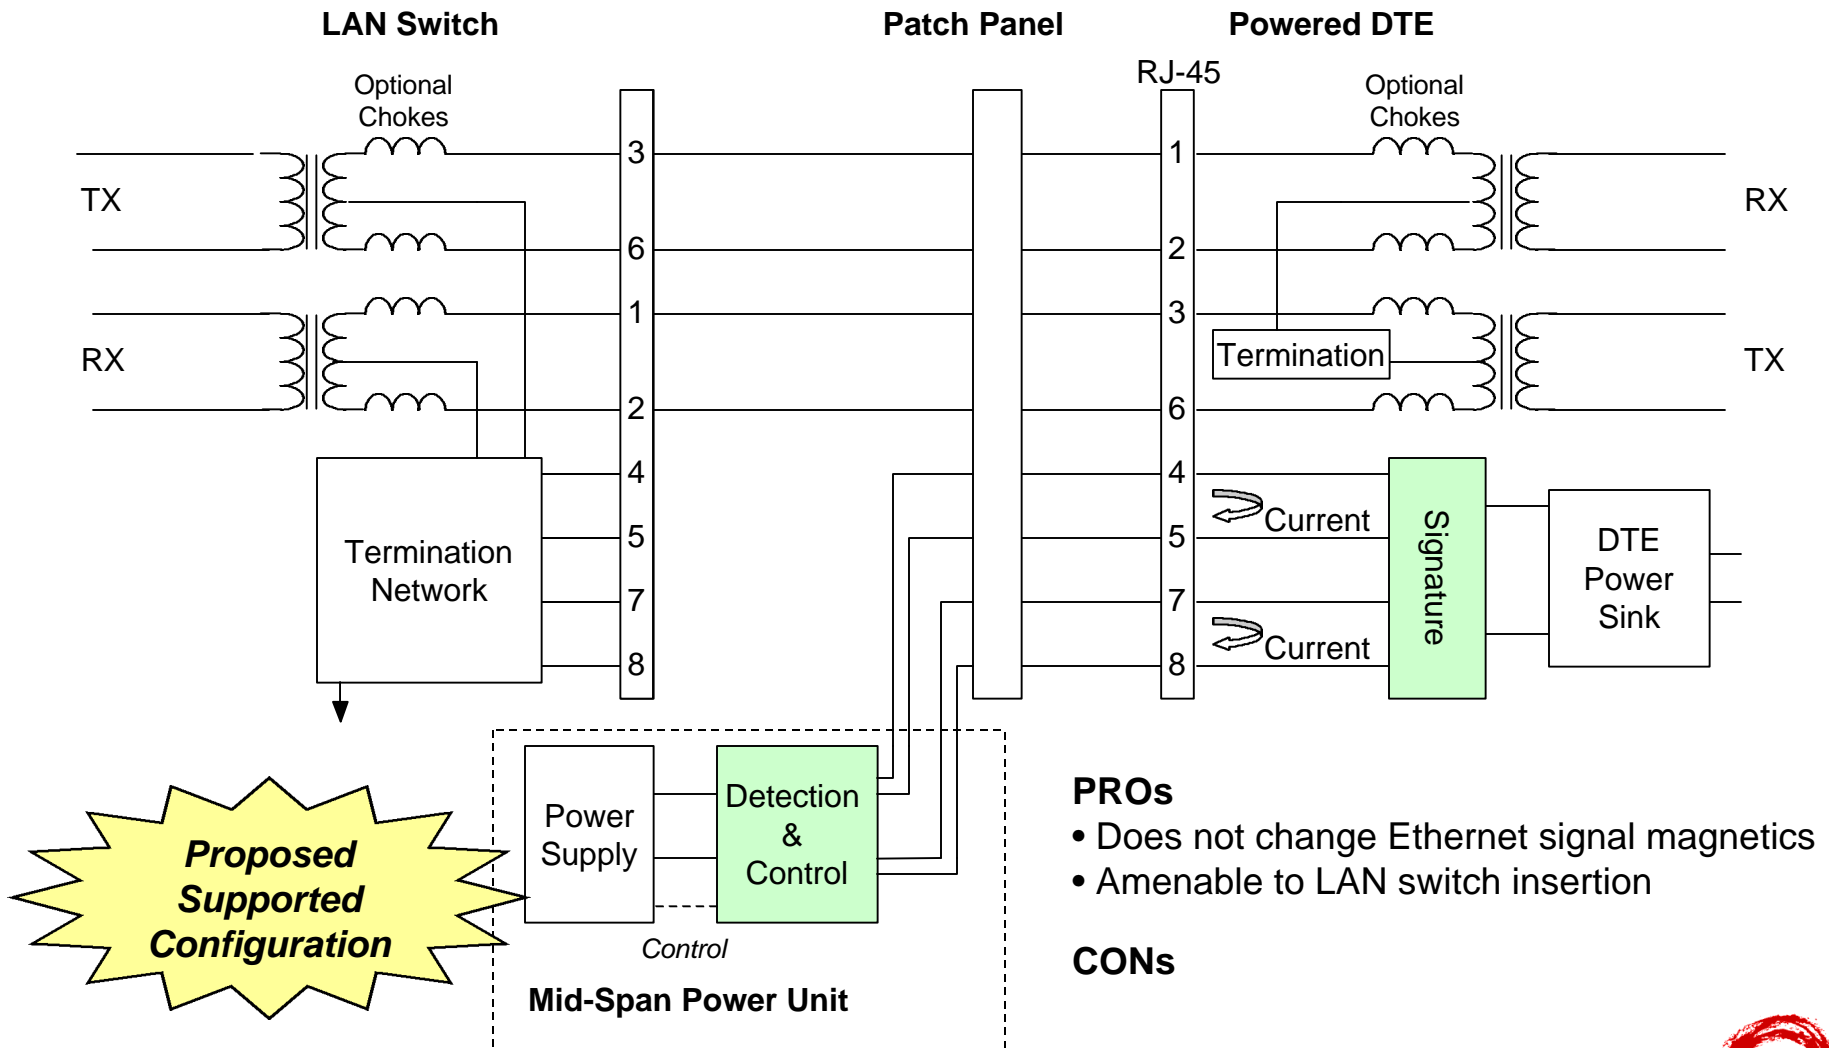 LAN Switch
Patch Panel
Powered DTE
RJ-45
Optional
Chokes
Optional
Chokes
TX
RX
3
6
1
2
4
5
7
8
1
2
3
6
4
5
7
8
RX
TX
Termination
Termination
Network
Current
Current
Signature
DTE
Power
Sink
Power
Supply
Detection
&
Control
Control
Mid-Span Power Unit
Proposed
Supported
Configuration
PROs
• Does not change Ethernet signal magnetics
• Amenable to LAN switch insertion
CONs